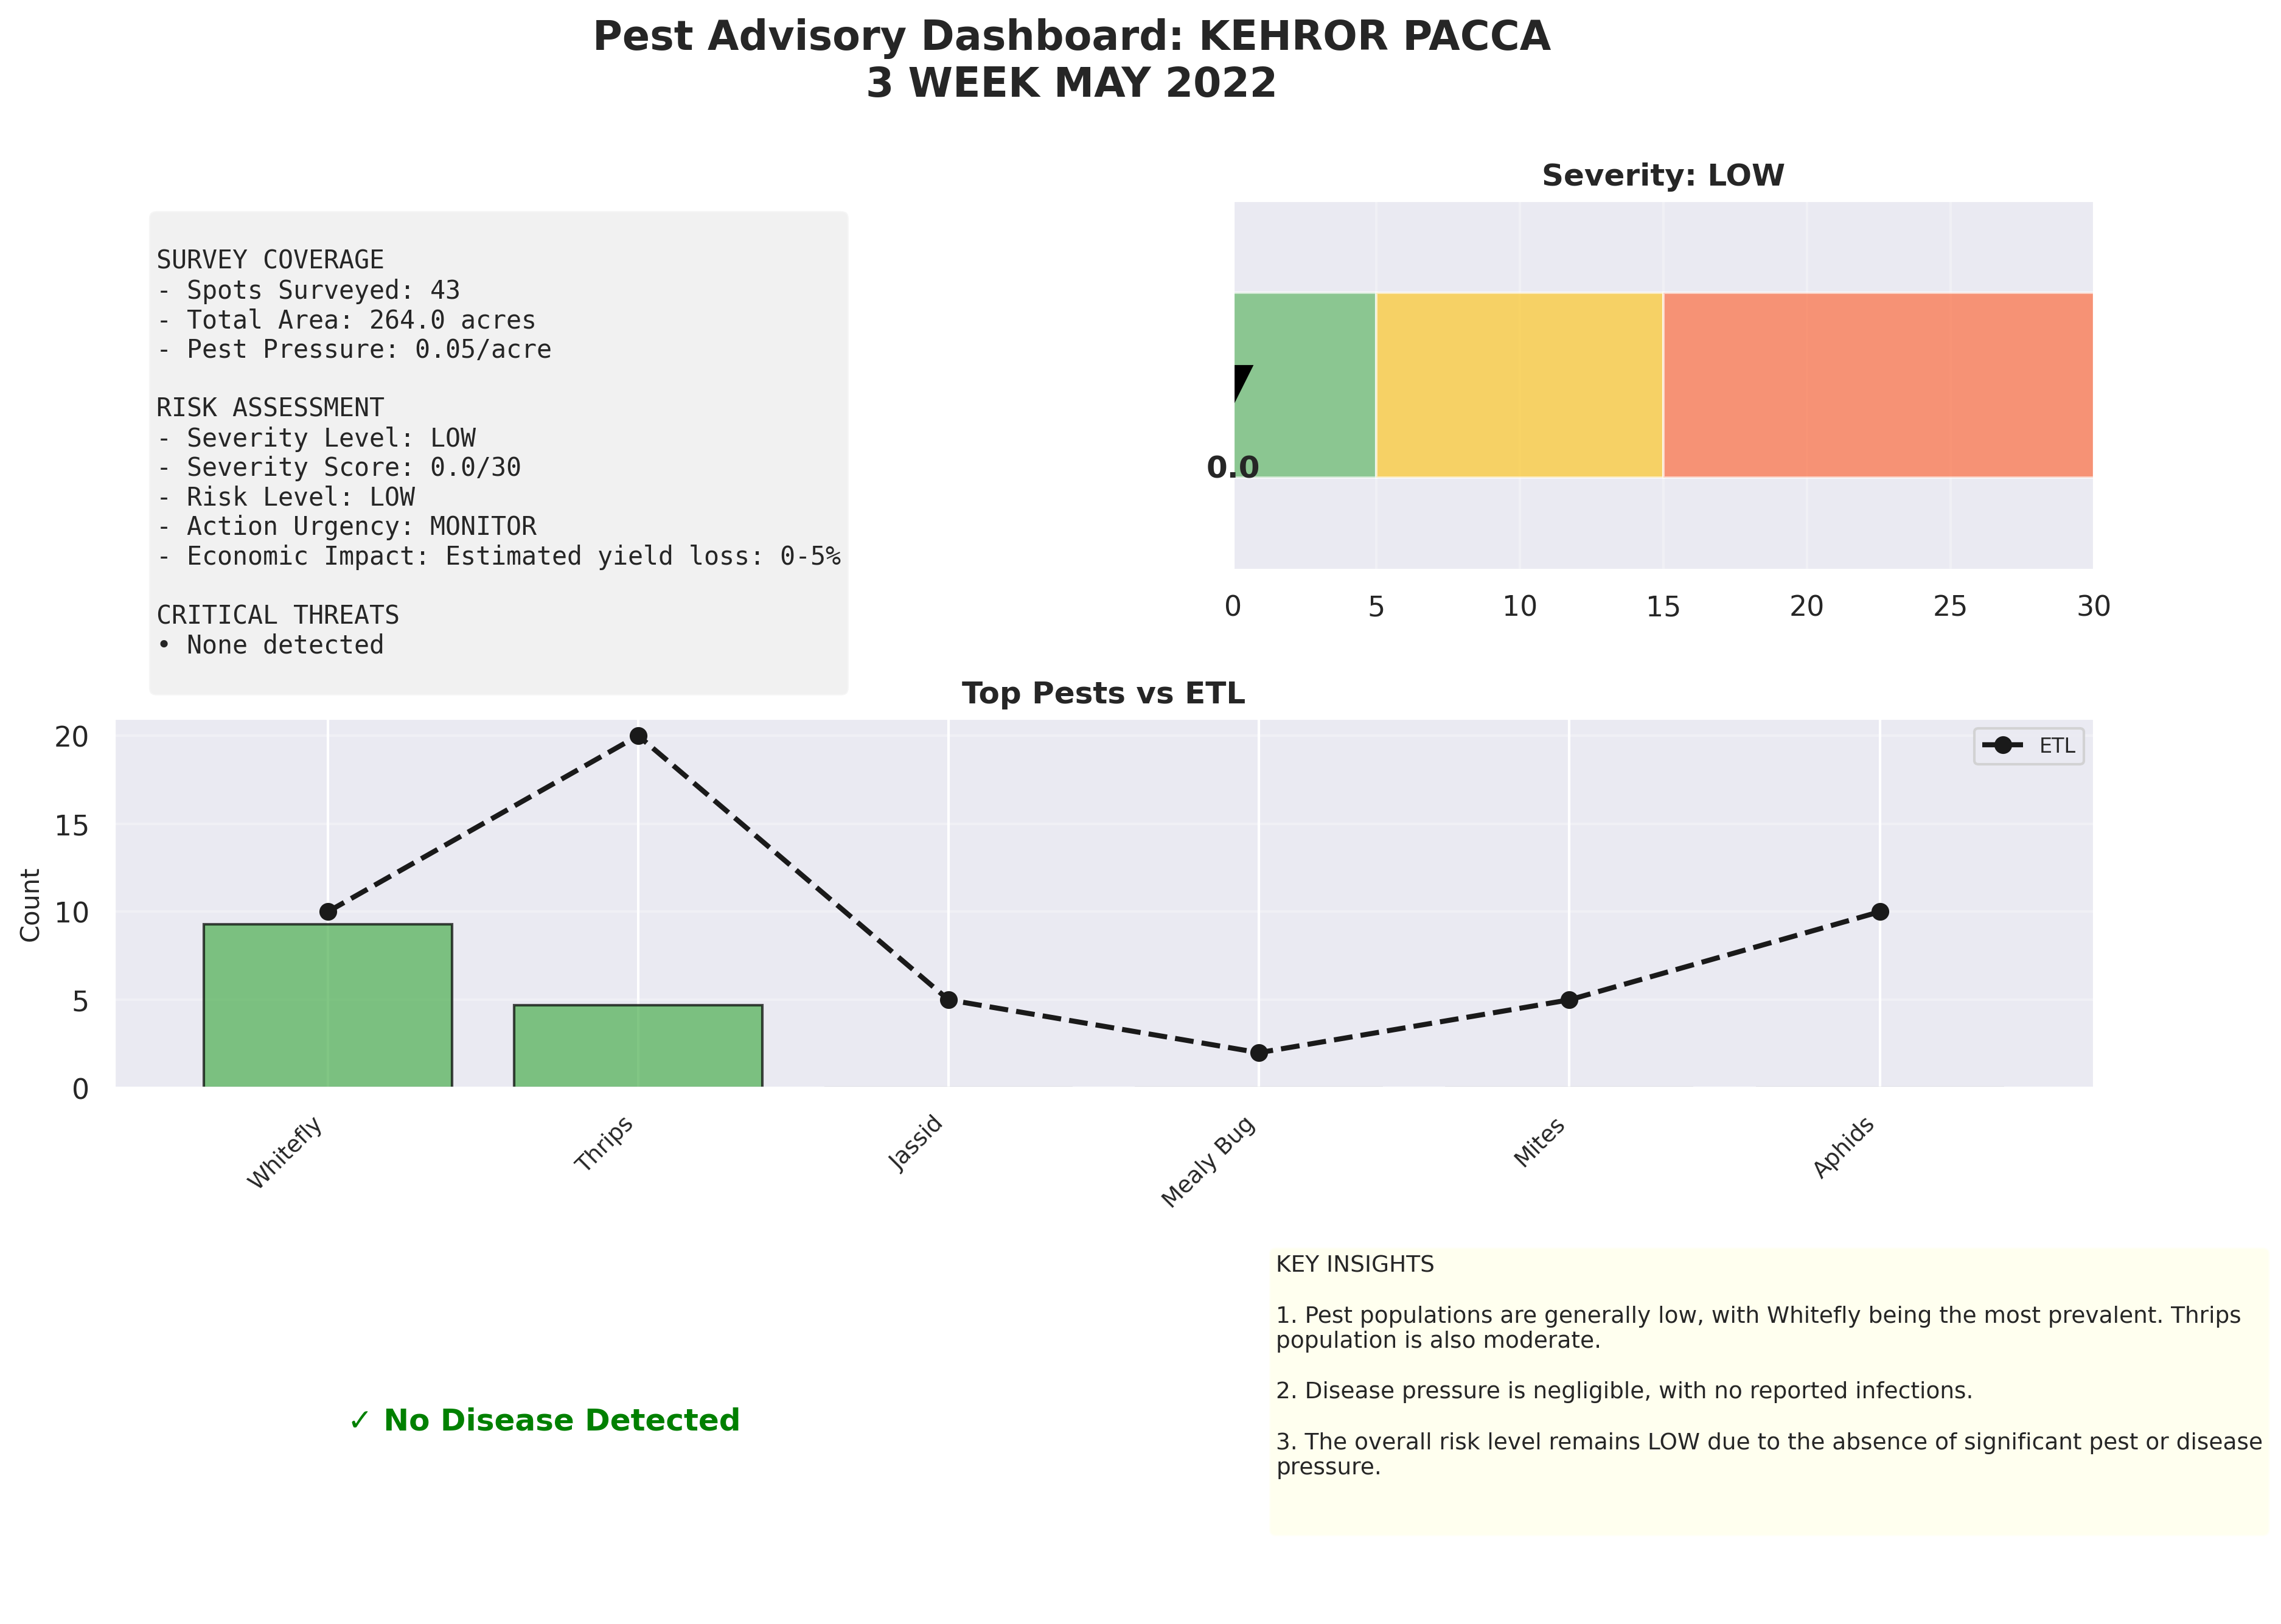 Pest Advisory Dashboard: KEHROR PACCA
3 WEEK MAY 2022
SURVEY COVERAGE
- Spots Surveyed: 43
- Total Area: 264.0 acres
- Pest Pressure: 0.05/acre
RISK ASSESSMENT
- Severity Level: LOW
- Severity Score: 0.0/30
- Risk Level: LOW
- Action Urgency: MONITOR
- Economic Impact: Estimated yield loss: 0-5%
CRITICAL THREATS
• None detected
Severity: LOW
0.0
0 5 10 15 20 25 30
Top Pests vs ETL
ETL
Count
20
15
10
5
0
Whitefly
Thrips
Jassid
Mealy Bug
Mites
Aphids
✓ No Disease Detected
KEY INSIGHTS
1. Pest populations are generally low, with Whitefly being the most prevalent. Thrips
population is also moderate.
2. Disease pressure is negligible, with no reported infections.
3. The overall risk level remains LOW due to the absence of significant pest or disease
pressure.